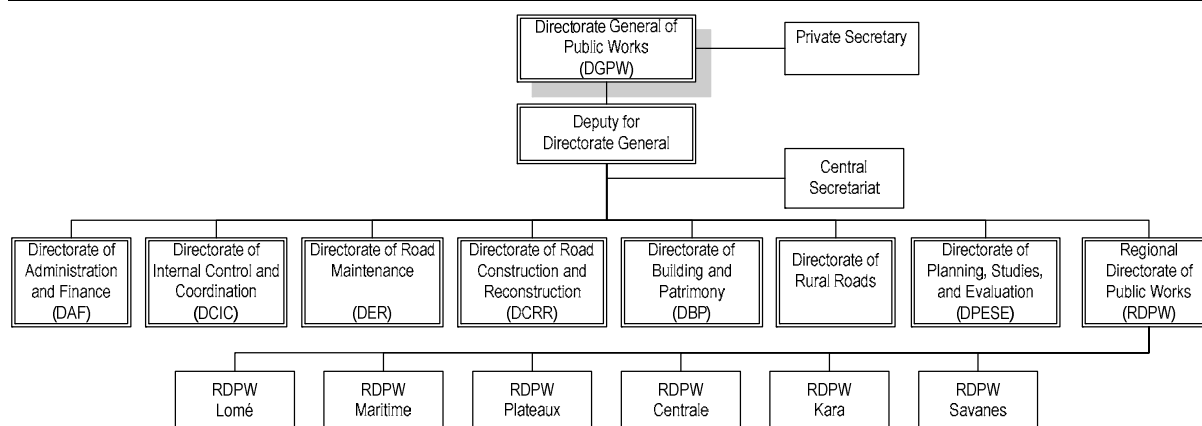 Directorate General of
Public Works
(DGPW)
Private Secretary
Deputy for
Directorate General
Central
Secretariat
Directorate of
Administration
and Finance
(DAF)
Directorate of
Internal Control and
Coordination
(DCIC)
Directorate of Road
Maintenance
(DER)
Directorate of Road
Construction and
Reconstruction
(DCRR)
Directorate of
Building and
Patrimony
(DBP)
Directorate of
Rural Roads
Directorate of
Planning, Studies,
and Evaluation
(DPESE)
Regional
Directorate of
Public Works
(RDPW)
RDPW
Lomé
RDPW
Maritime
RDPW
Plateaux
RDPW
Centrale
RDPW
Kara
RDPW
Savanes